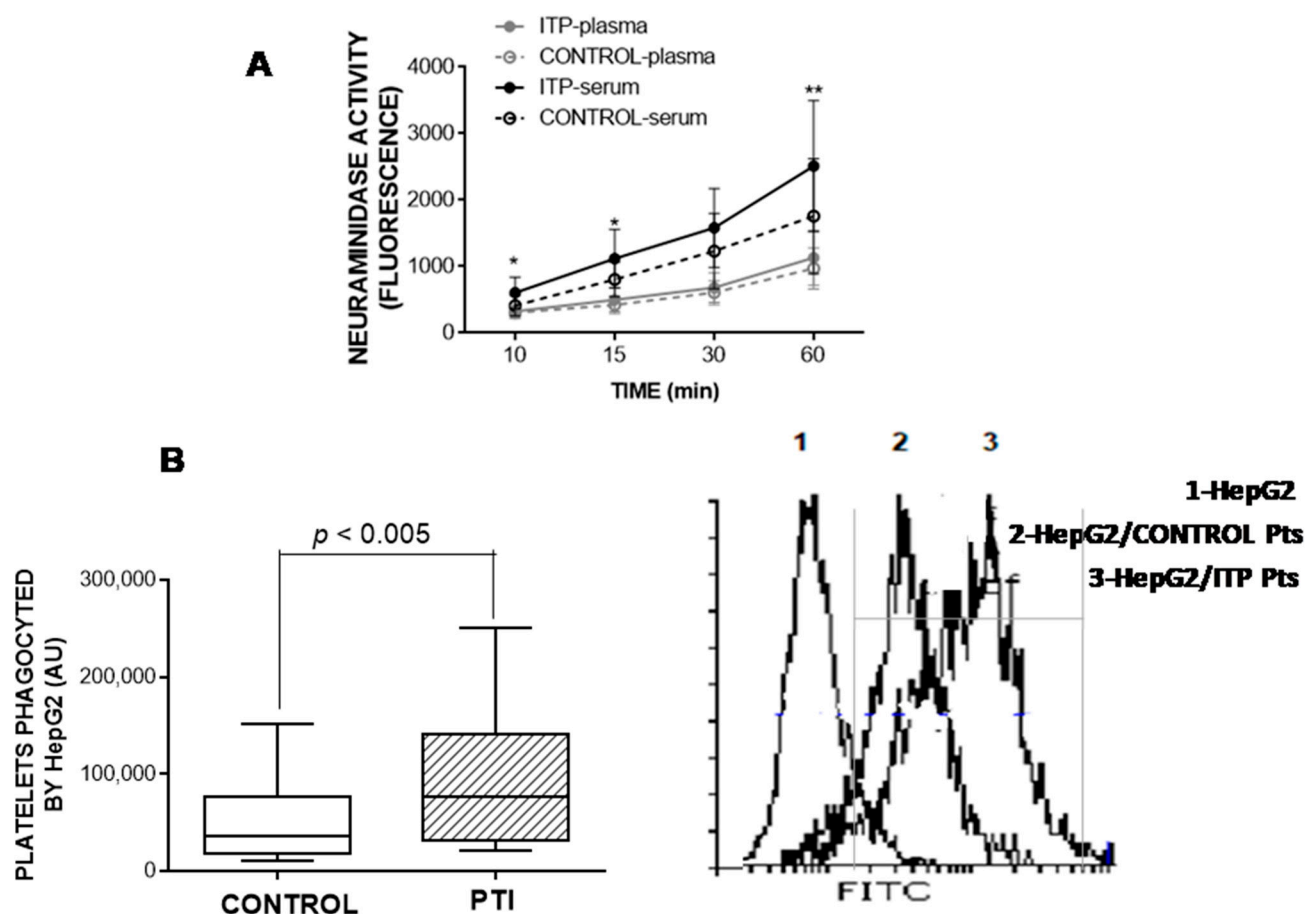 A
NEURAMINIDASE ACTIVITY
(FLUORESCENCE)
ITP-plasma
CONTROL-plasma
ITP-serum
CONTROL-serum
4000
3000
2000
1000
0
*
*
**
10 15 30 60
TIME (min)
B
PLATELETS PHAGOCYTED
BY HepG2 (AU)
p < 0.005
300,000
200,000
100,000
0
CONTROL PTI
1 2 3
1-HepG2
2-HepG2/CONTROL Pts
3-HepG2/ITP Pts
FITC